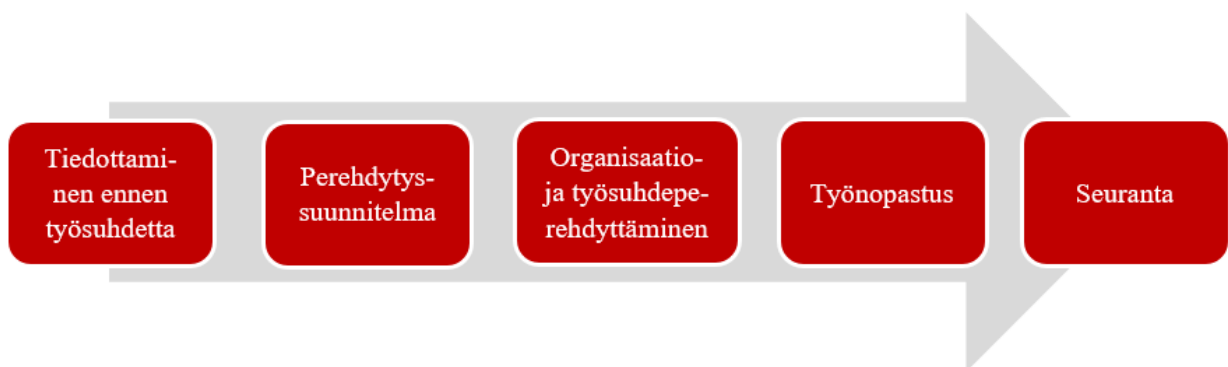 Tiedottami-
nen ennen
työsuhdetta
Perehdytys-
suunnitelma
Organisaatio-
ja työsuhdepe-
rehdyttäminen
Työnopastus
Seuranta